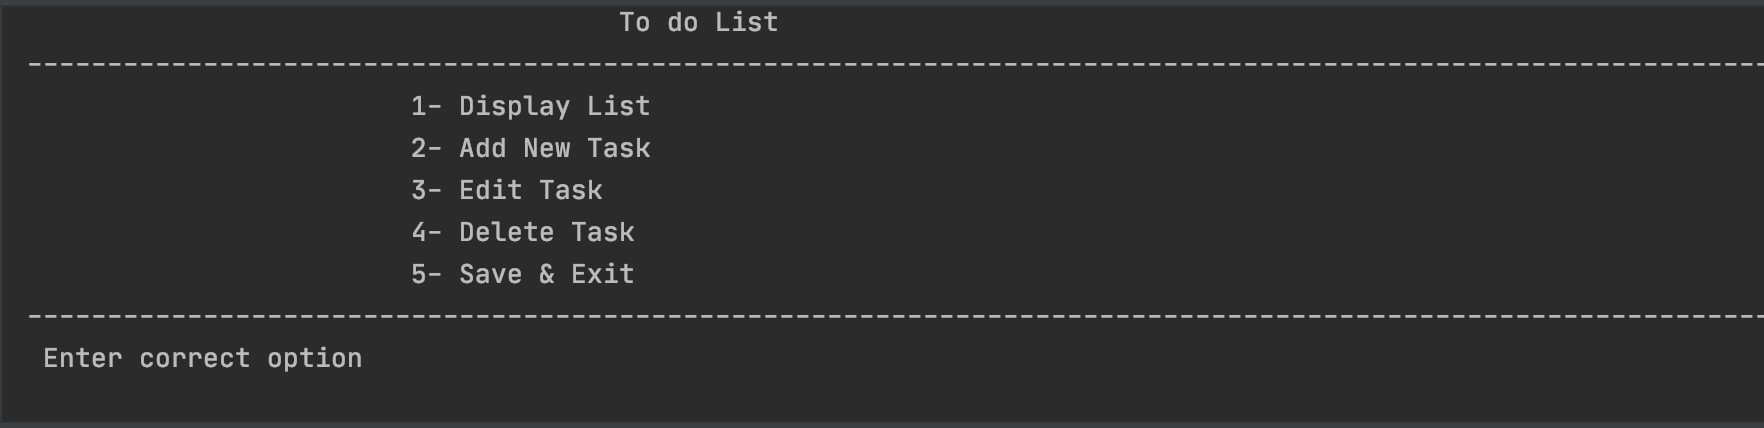 To do List
--------------------------------------------------------------------------------------------------------------
1- Display List
2- Add New Task
3- Edit Task
4- Delete Task
5- Save & Exit
--------------------------------------------------------------------------------------------------------------
Enter correct option